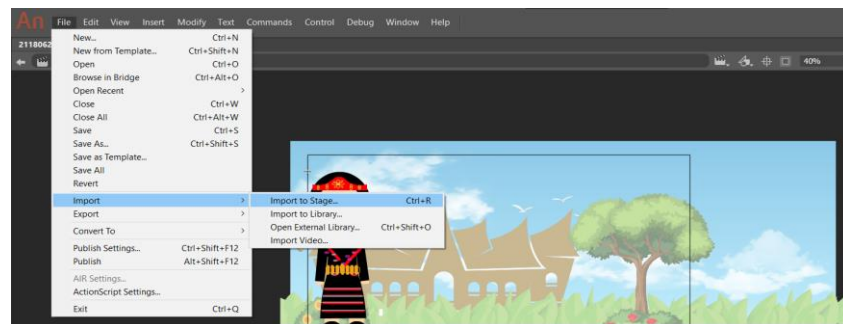 An File Edit View Insert Modify Text Commands Control Debug Window Help
2118062
40%
New... Ctrl+N
New from Template... Ctrl+Shift+N
Open Ctrl+O
Browse in Bridge Ctrl+Alt+O
Open Recent >
Close Ctrl+W
Close All Ctrl+Alt+W
Save Ctrl+S
Save As... Ctrl+Shift+S
Save as Template...
Save All
Revert
Import >
Export >
Convert To >
Publish Settings... Ctrl+Shift+F12
Publish Alt+Shift+F12
AIR Settings...
ActionScript Settings...
Exit Ctrl+Q
Import to Stage... Ctrl+R
Import to Library...
Open External Library... Ctrl+Shift+O
Import Video...